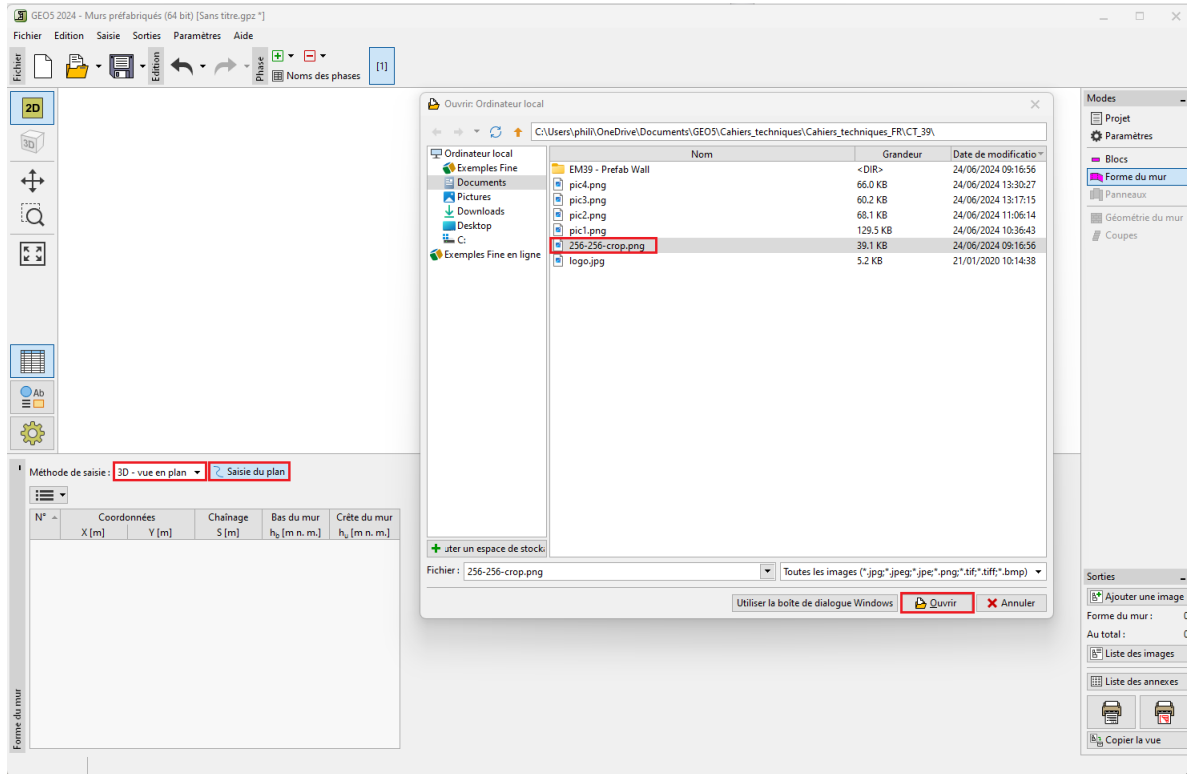 GEO5 2024 - Murs préfabriqués (64 bit) [Sans titre.gpz *]
Fichier Edition Saisie Sorties Paramètres Aide
Fichier
Edition
Phase
Noms des phases
[1]
2D
3D
Ab
Ouvrir: Ordinateur local
C:\Users\phili\OneDrive\Documents\GEO5\Cahiers_techniques\Cahiers_techniques_FR\CT_39\
Ordinateur local
Exemples Fine
Documents
Pictures
Downloads
Desktop
C:
Exemples Fine en ligne
Nom Grandeur Date de modificatio
EM39 - Prefab Wall <DIR> 24/06/2024 09:16:56
pic4.png 66.0 KB 24/06/2024 13:30:27
pic3.png 60.2 KB 24/06/2024 13:17:15
pic2.png 68.1 KB 24/06/2024 11:06:14
pic1.png 129.5 KB 24/06/2024 10:36:43
256-256-crop.png 39.1 KB 24/06/2024 09:16:56
logo.jpg 5.2 KB 21/01/2020 10:14:38
uter un espace de stock
Fichier : 256-256-crop.png Toutes les images (*.jpg;*.jpeg;*.jpe;*.png;*.tif;*.tiff;*.bmp)
Utiliser la boîte de dialogue Windows Ouvrir Annuler
Modes
Projet
Paramètres
Blocs
Forme du mur
Panneaux
Géométrie du mur
Coupes
Méthode de saisie : 3D - vue en plan Saisie du plan
N° Coordonnées Chaînage Bas du mur Crête du mur
X [m] Y [m] S [m] hb [m n. m.] hu [m n. m.]
Forme du mur
Sorties
Ajouter une image
Forme du mur : 0
Au total : 0
Liste des images
Liste des annexes
Copier la vue